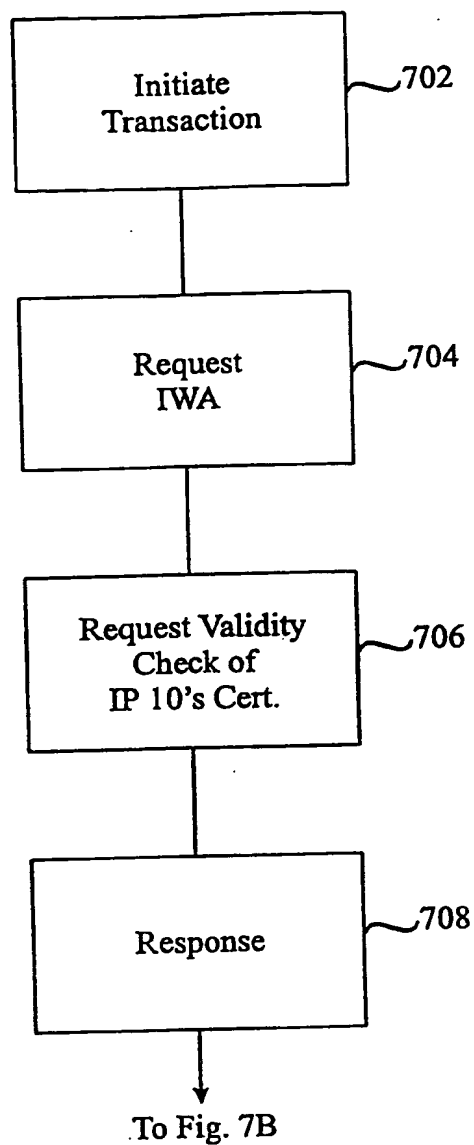 Initiate
Transaction
702
Request
IWA
704
Request Validity
Check of
IP 10's Cert.
706
Response
708
To Fig. 7B